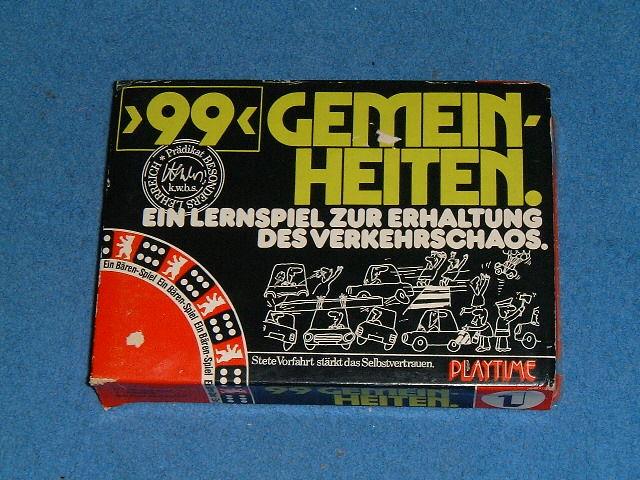 ›99‹ GEMEIN-
HEITEN.
Prädikat BESONDERS LEHRREICH *
k.w.b.s.
EIN LERNSPIEL ZUR ERHALTUNG
DES VERKEHRSCHAOS.
Ein Bären-Spiel Ein Bären-Spiel Ein Bären-Spiel
Stete Vorfahrt stärkt das Selbstvertrauen.
PLAYTIME
99 GEMEIN-
HEITEN.
1